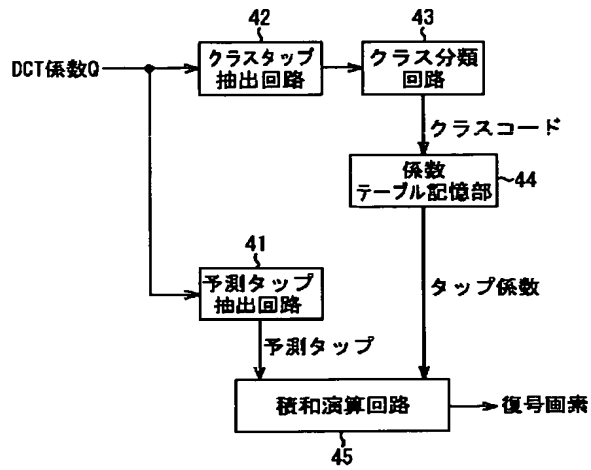 42
43
DCT係数Q
クラスタップ
抽出回路
クラス分類
回路
クラスコード
係数
テーブル記憶部
44
41
予測タップ
抽出回路
タップ係数
予測タップ
積和演算回路
復号画素
45